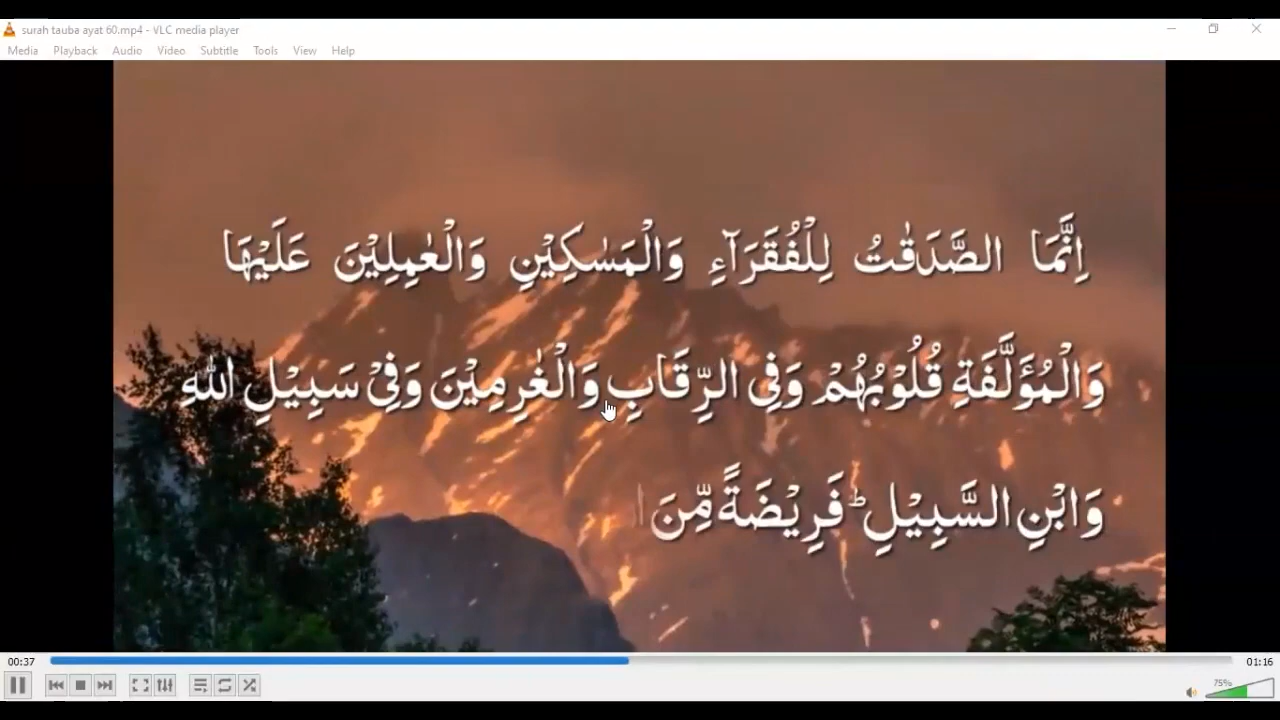 surah tauba ayat 60.mp4 - VLC media player
Media Playback Audio Video Subtitle Tools View Help
اِنَّمَا الصَّدَقٰتُ لِلْفُقَرَآءِ وَالْمَسٰكِيْنِ وَالْعٰمِلِيْنَ عَلَيْهَا
وَالْمُؤَلَّفَةِ قُلُوْبُهُمْ وَفِى الرِّقَابِ وَالْغٰرِمِيْنَ وَفِىْ سَبِيْلِ اللّٰهِ
وَابْنِ السَّبِيْلِ ؕ فَرِيْضَةً مِّنَ
00:37 01:16
75%